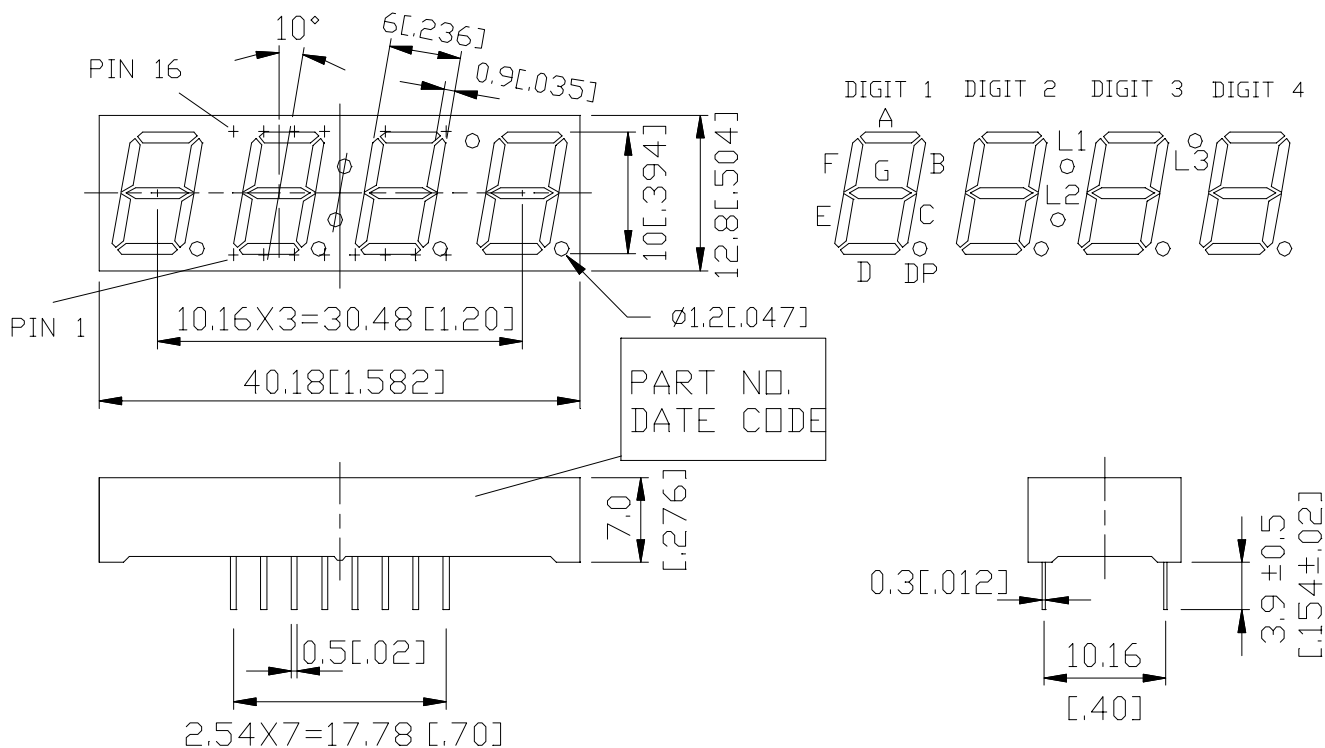 10°
6[.236]
PIN 16
0.9[.035]
10[.394]
12.8[.504]
PIN 1
10.16X3=30.48 [1.20]
ø1.2[.047]
40.18[1.582]
PART NO.
DATE CODE
DIGIT 1 DIGIT 2 DIGIT 3 DIGIT 4
A
F G B
L1
L3
L2
E C
D DP
7.0
[.276]
0.5[.02]
2.54X7=17.78 [.70]
0.3[.012]
3.9 ±0.5
[.154±.02]
10.16
[.40]